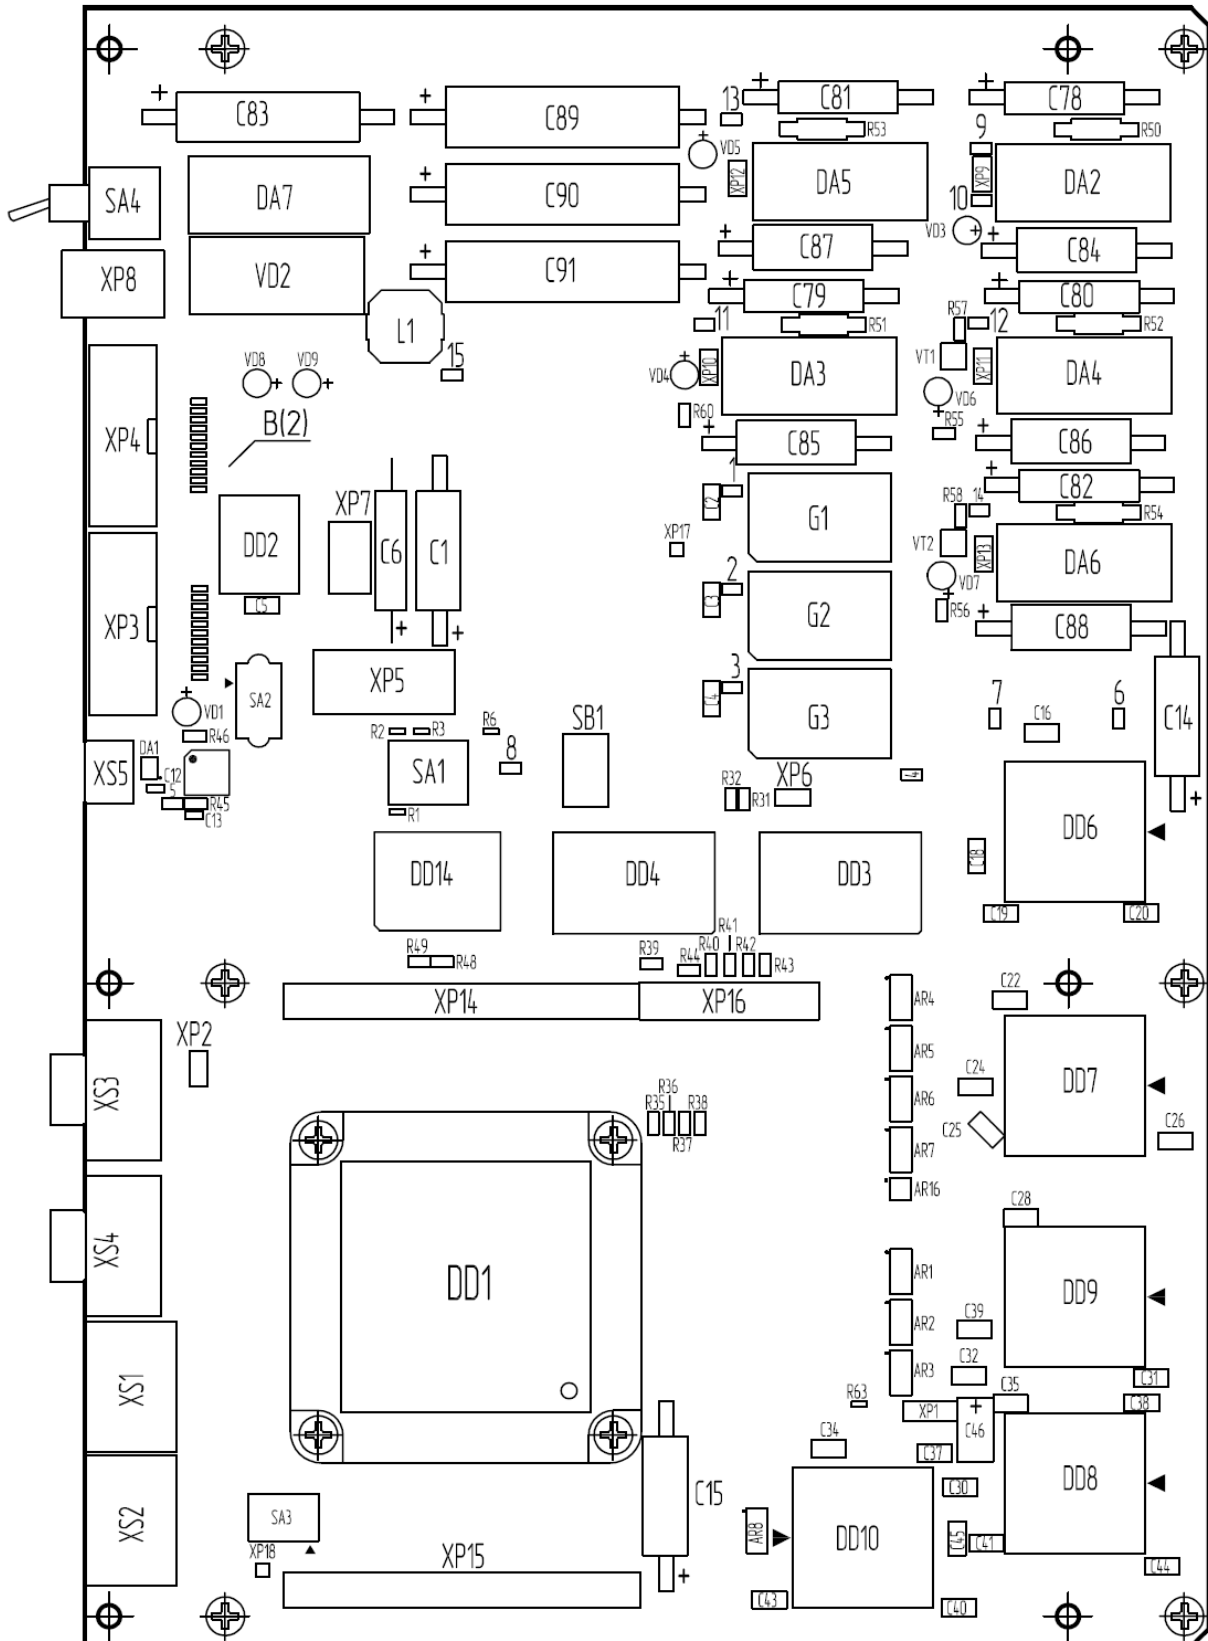 C83
C89
13
C81
C78
R53
R50
VD5
9
XP12
DA5
XP9
DA2
SA4
DA7
C90
10
VD3
C87
C84
XP8
VD2
C91
C79
C80
L1
11
R51
R57
12
R52
15
VT1
VD8
VD9
VD4
XP10
DA3
XP11
DA4
VD6
R60
R55
XP4
B(2)
C85
C86
1
C82
XP7
C2
G1
R58
14
R54
DD2
C6
C1
XP17
VT2
XP13
DA6
VD7
C5
2
C3
G2
R56
XP3
C88
XP5
3
SA2
C4
G3
VD1
R46
R2
R3
R6
SB1
7
C16
6
C14
DA1
XS5
C12
SA1
8
XP6
4
5
R45
R32
R31
C13
R1
DD6
DD14
DD4
DD3
C18
C19
C20
R41
R49
R48
R39
R44
R40
R42
R43
XP14
XP16
AR4
C22
XP2
AR5
XS3
C24
DD7
AR6
R36
R35
R38
C25
C26
R37
AR7
AR16
C28
XS4
AR1
DD1
DD9
AR2
C39
AR3
C32
C31
XS1
R63
XP1
C35
C38
C46
C34
C37
C15
C30
DD8
XS2
SA3
AR8
DD10
C45
C41
XP18
XP15
C44
C43
C40